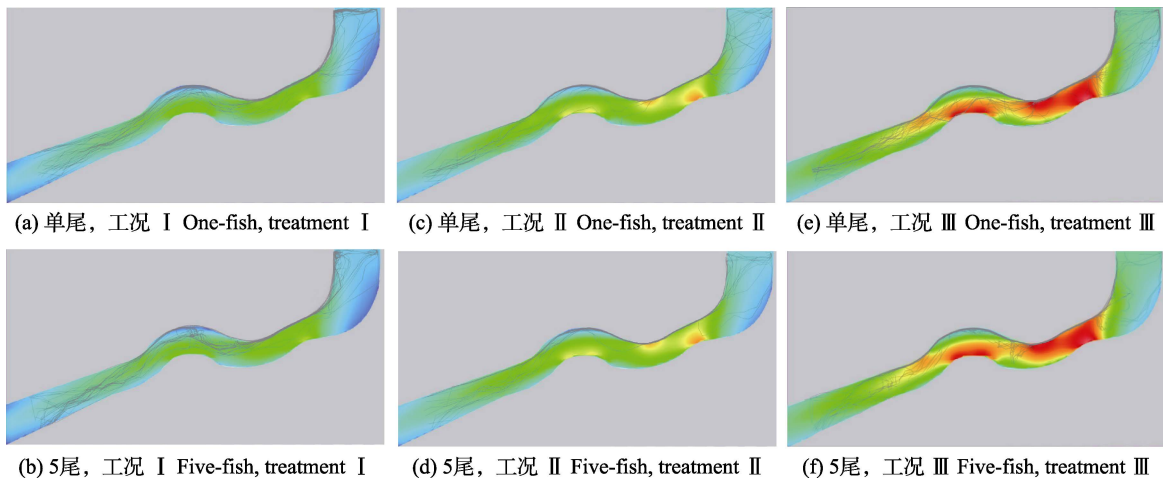 (a) 单尾，工况 Ⅰ One-fish, treatment Ⅰ
(c) 单尾，工况 Ⅱ One-fish, treatment Ⅱ
(e) 单尾，工况 Ⅲ One-fish, treatment Ⅲ
(b) 5尾，工况 Ⅰ Five-fish, treatment Ⅰ
(d) 5尾，工况 Ⅱ Five-fish, treatment Ⅱ
(f) 5尾，工况 Ⅲ Five-fish, treatment Ⅲ